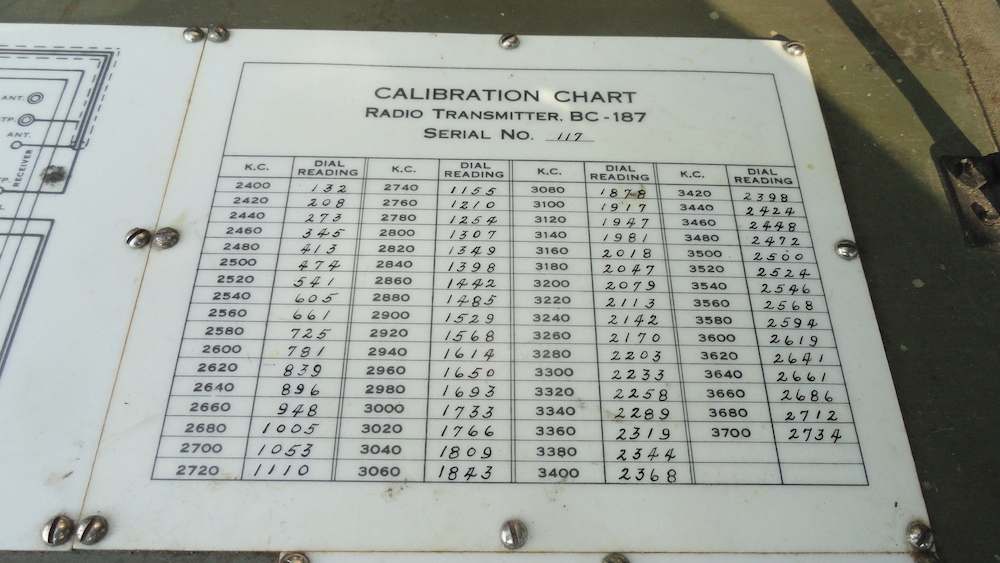 ANT.
TP.
ANT.
RECEIVER
CALIBRATION CHART
RADIO TRANSMITTER, BC-187
SERIAL NO. 117
K.C. DIAL READING K.C. DIAL READING K.C. DIAL READING K.C. DIAL READING
2400 132 2740 1155 3080 1878 3420 2398
2420 208 2760 1210 3100 1917 3440 2424
2440 273 2780 1254 3120 1947 3460 2448
2460 345 2800 1307 3140 1981 3480 2472
2480 413 2820 1349 3160 2018 3500 2500
2500 474 2840 1398 3180 2047 3520 2524
2520 541 2860 1442 3200 2079 3540 2546
2540 605 2880 1485 3220 2113 3560 2568
2560 661 2900 1529 3240 2142 3580 2594
2580 725 2920 1568 3260 2170 3600 2619
2600 781 2940 1614 3280 2203 3620 2641
2620 839 2960 1650 3300 2233 3640 2661
2640 896 2980 1693 3320 2258 3660 2686
2660 948 3000 1733 3340 2289 3680 2712
2680 1005 3020 1766 3360 2319 3700 2734
2700 1053 3040 1809 3380 2344
2720 1110 3060 1843 3400 2368